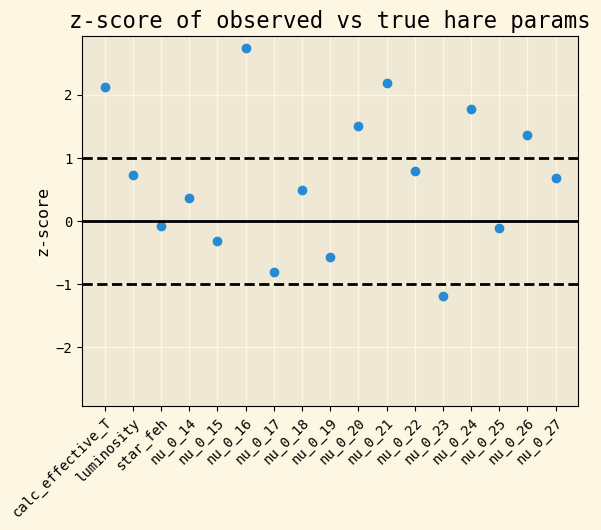 z-score of observed vs true hare params
z-score
2
1
0
−1
−2
calc_effective_T
luminosity
star_feh
nu_0_14
nu_0_15
nu_0_16
nu_0_17
nu_0_18
nu_0_19
nu_0_20
nu_0_21
nu_0_22
nu_0_23
nu_0_24
nu_0_25
nu_0_26
nu_0_27